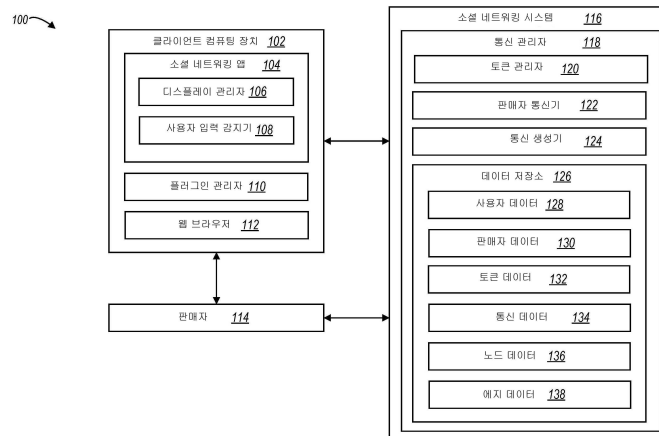 100
클라이언트 컴퓨팅 장치 102
소셜 네트워킹 앱 104
디스플레이 관리자 106
사용자 입력 감지기 108
플러그인 관리자 110
웹 브라우저 112
판매자 114
소셜 네트워킹 시스템 116
통신 관리자 118
토큰 관리자 120
판매자 통신기 122
통신 생성기 124
데이터 저장소 126
사용자 데이터 128
판매자 데이터 130
토큰 데이터 132
통신 데이터 134
노드 데이터 136
에지 데이터 138